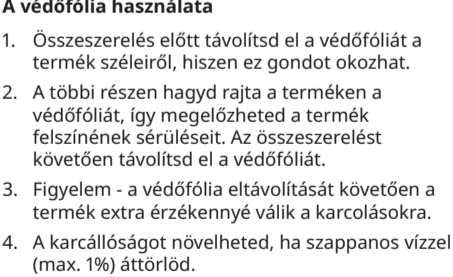 A védőfólia használata
1. Összeszerelés előtt távolítsd el a védőfóliát a
termék széleiről, hiszen ez gondot okozhat.
2. A többi részen hagyd rajta a terméken a
védőfóliát, így megelőzheted a termék
felszínének sérüléseit. Az összeszerelést
követően távolítsd el a védőfóliát.
3. Figyelem - a védőfólia eltávolítását követően a
termék extra érzékennyé válik a karcolásokra.
4. A karcállóságot növelheted, ha szappanos vízzel
(max. 1%) áttörlöd.